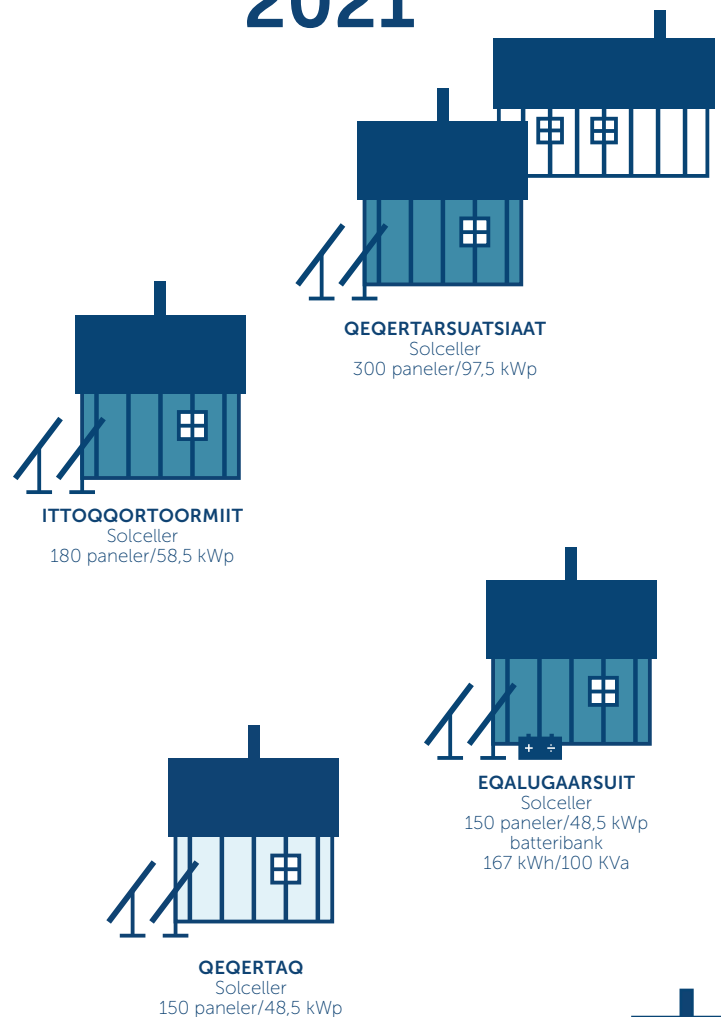 2021
QEQERTARSUATSIAAT
Solceller
300 paneler/97,5 kWp
ITTOQQORTOORMIIT
Solceller
180 paneler/58,5 kWp
+ ÷
EQALUGAARSUIT
Solceller
150 paneler/48,5 kWp
batteribank
167 kWh/100 KVa
QEQERTAQ
Solceller
150 paneler/48,5 kWp